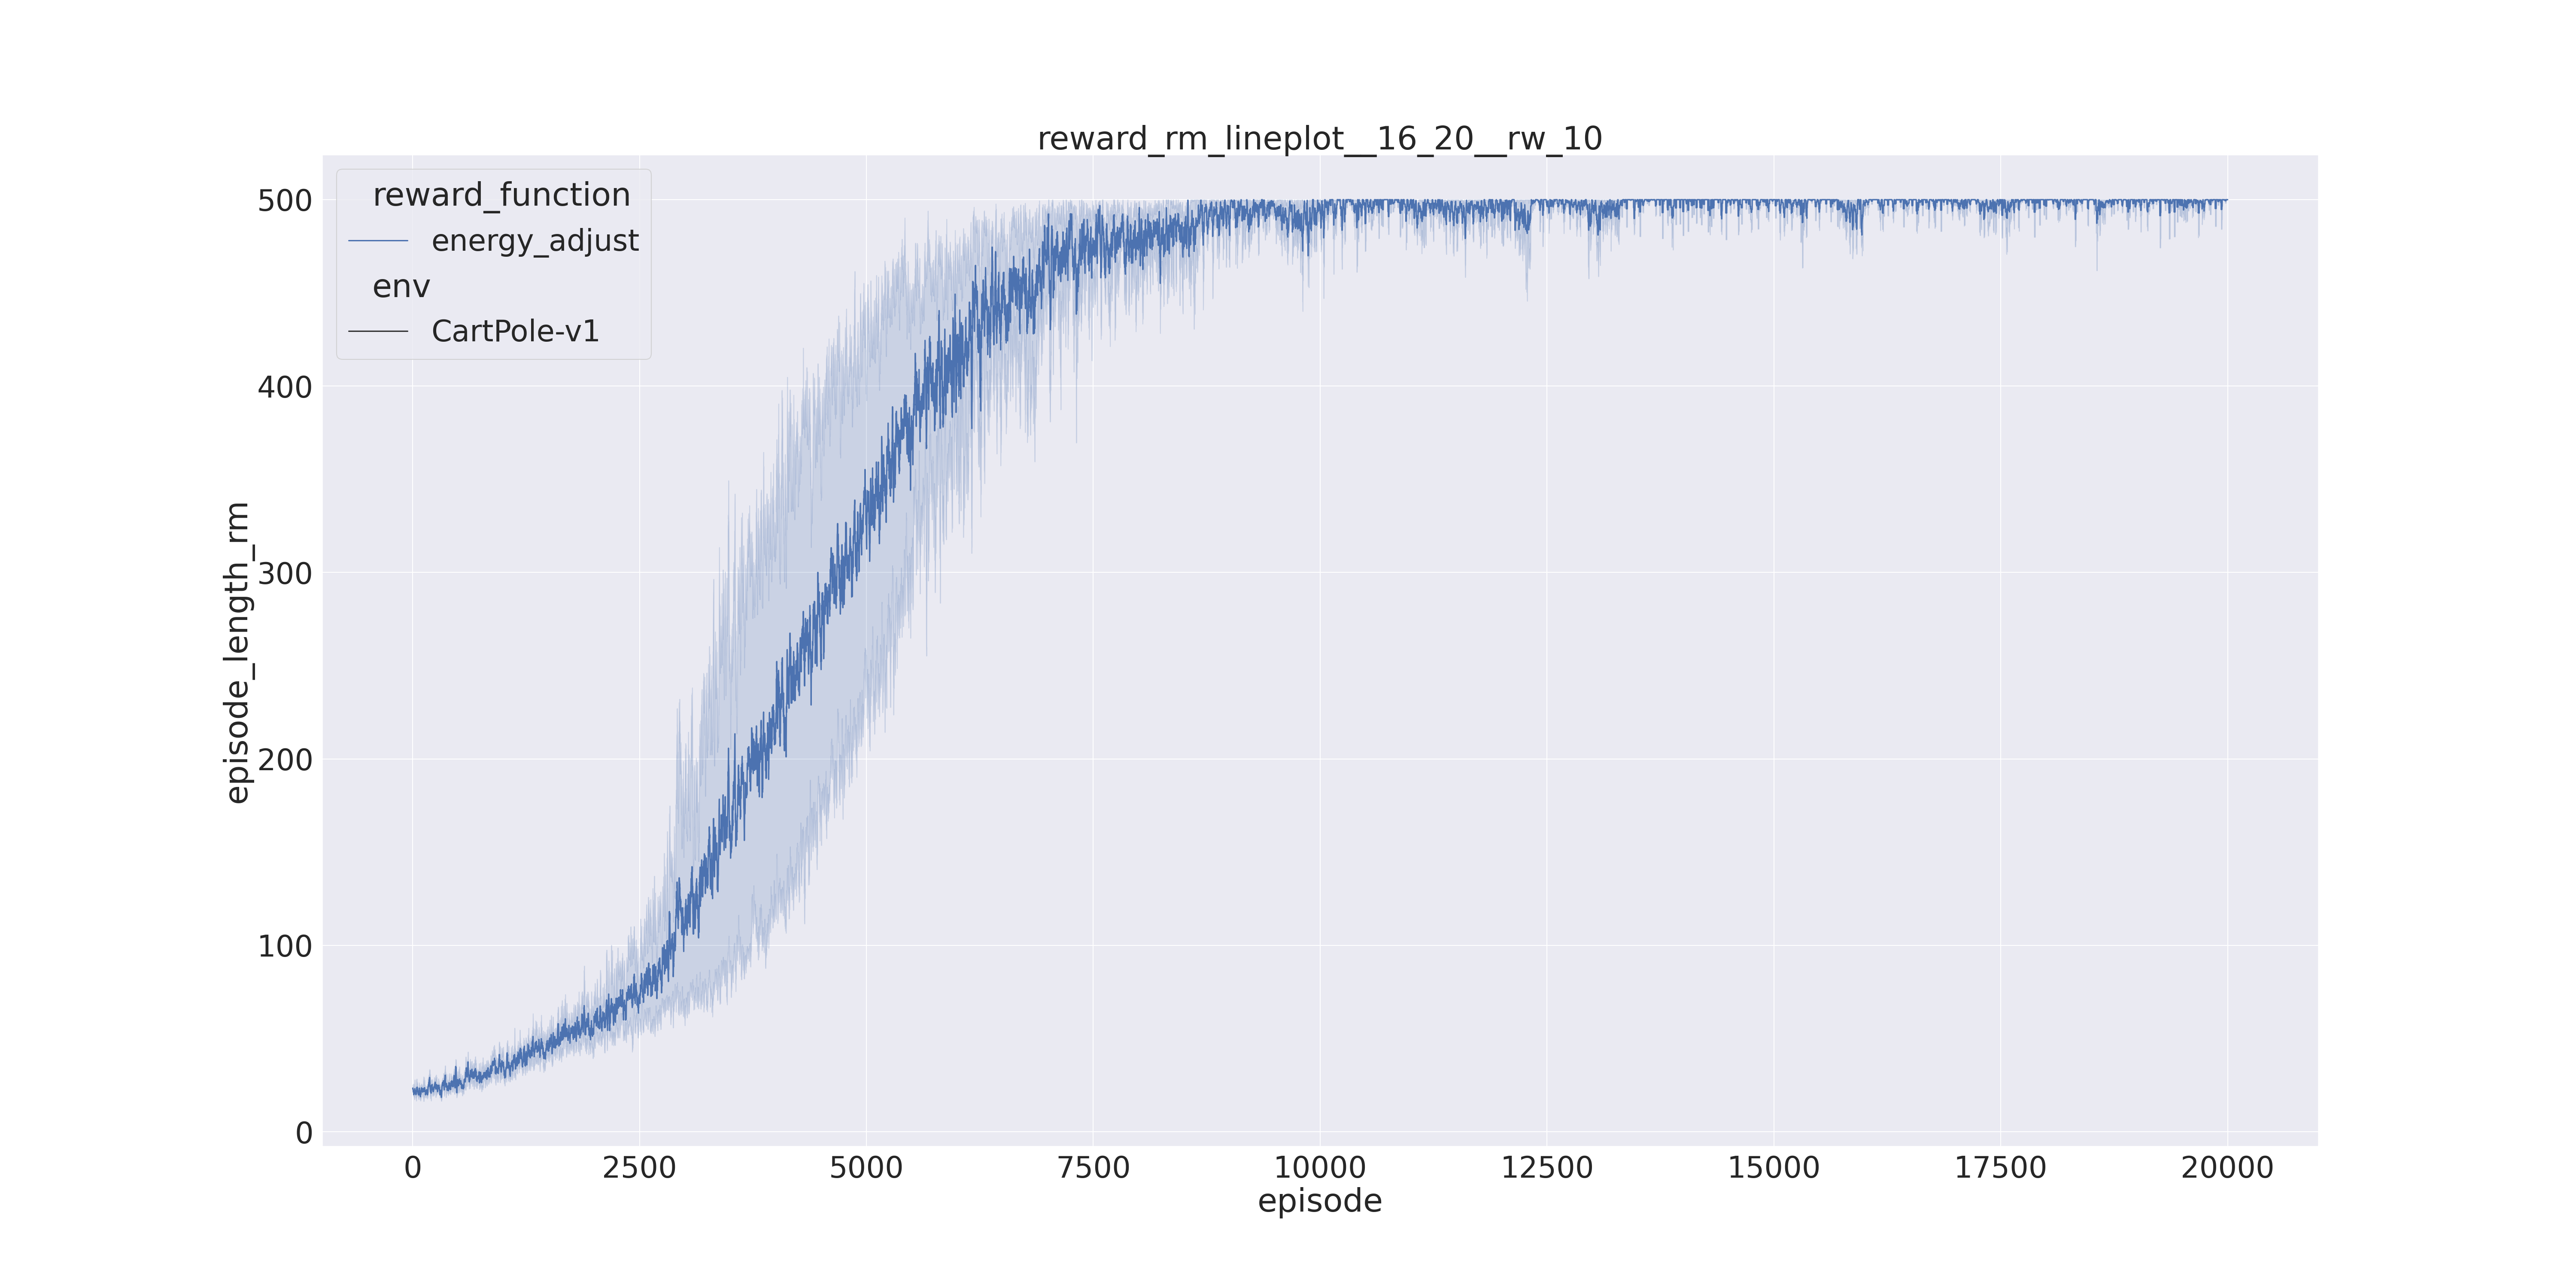 reward_rm_lineplot__16_20__rw_10
reward_function
energy_adjust
env
CartPole-v1
episode_length_rm
500
400
300
200
100
0
0 2500 5000 7500 10000 12500 15000 17500 20000
episode